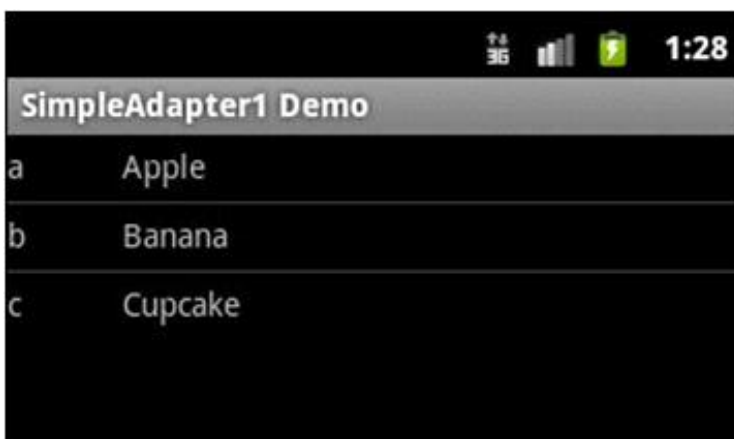 3G 1:28
SimpleAdapter1 Demo
a Apple
b Banana
c Cupcake